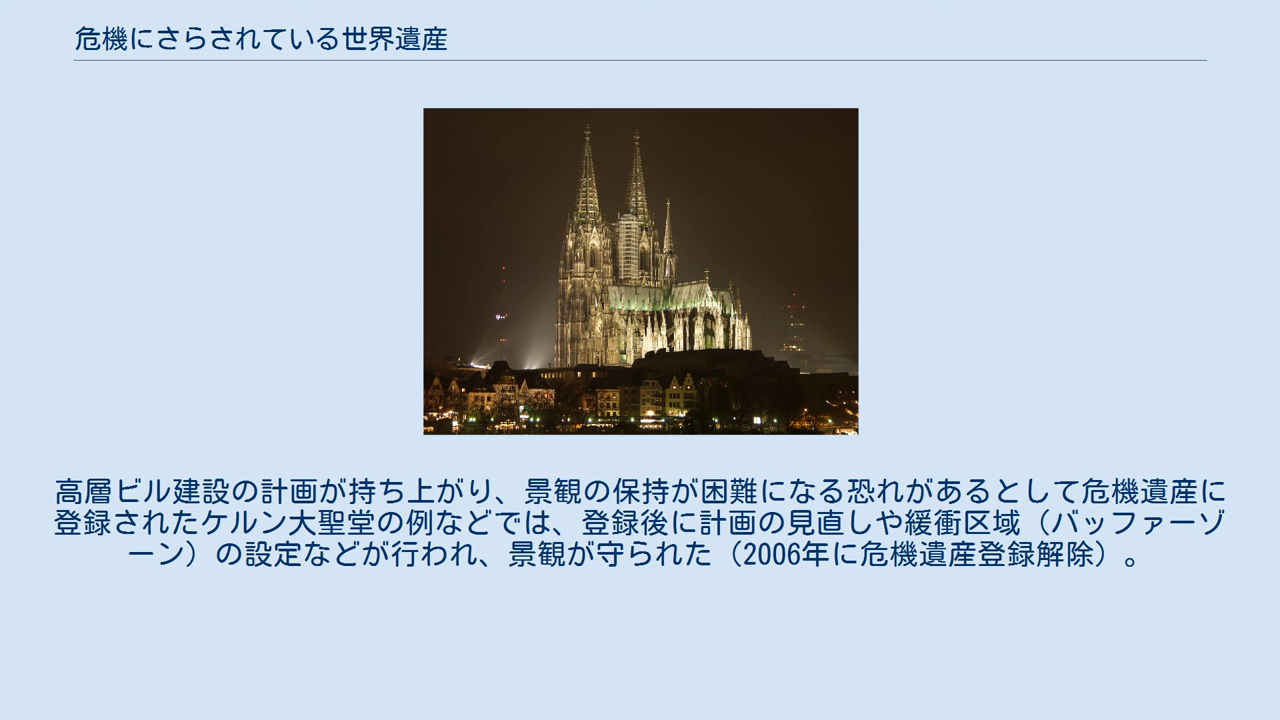 危機にさらされている世界遺産
高層ビル建設の計画が持ち上がり、景観の保持が困難になる恐れがあるとして危機遺産に
登録されたケルン大聖堂の例などでは、登録後に計画の見直しや緩衝区域（バッファーゾ
ーン）の設定などが行われ、景観が守られた（2006年に危機遺産登録解除）。